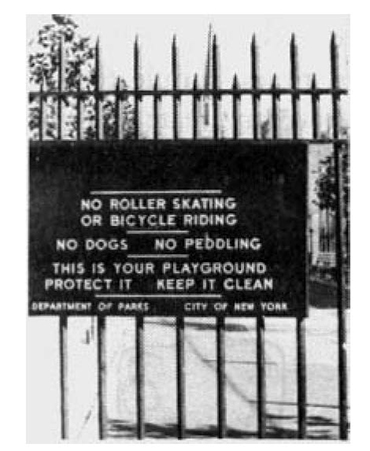 NO ROLLER SKATING
OR BICYCLE RIDING
NO DOGS NO PEDDLING
THIS IS YOUR PLAYGROUND
PROTECT IT KEEP IT CLEAN
DEPARTMENT OF PARKS CITY OF NEW YORK